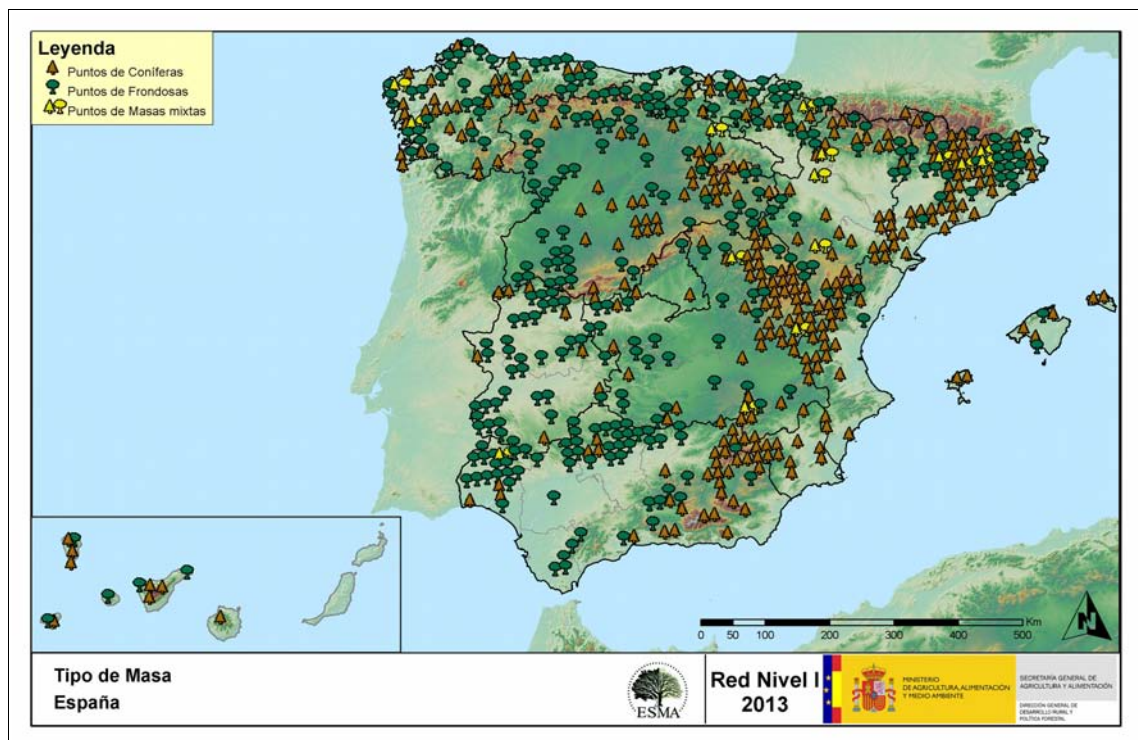 Leyenda
Puntos de Coníferas
Puntos de Frondosas
Puntos de Masas mixtas
N
Km
0 50 100 200 300 400 500
Tipo de Masa
España
ESMA
Red Nivel I
2013
MINISTERIO
DE AGRICULTURA, ALIMENTACIÓN
Y MEDIO AMBIENTE
SECRETARÍA GENERAL DE
AGRICULTURA Y ALIMENTACIÓN
DIRECCIÓN GENERAL DE
DESARROLLO RURAL Y
POLÍTICA FORESTAL